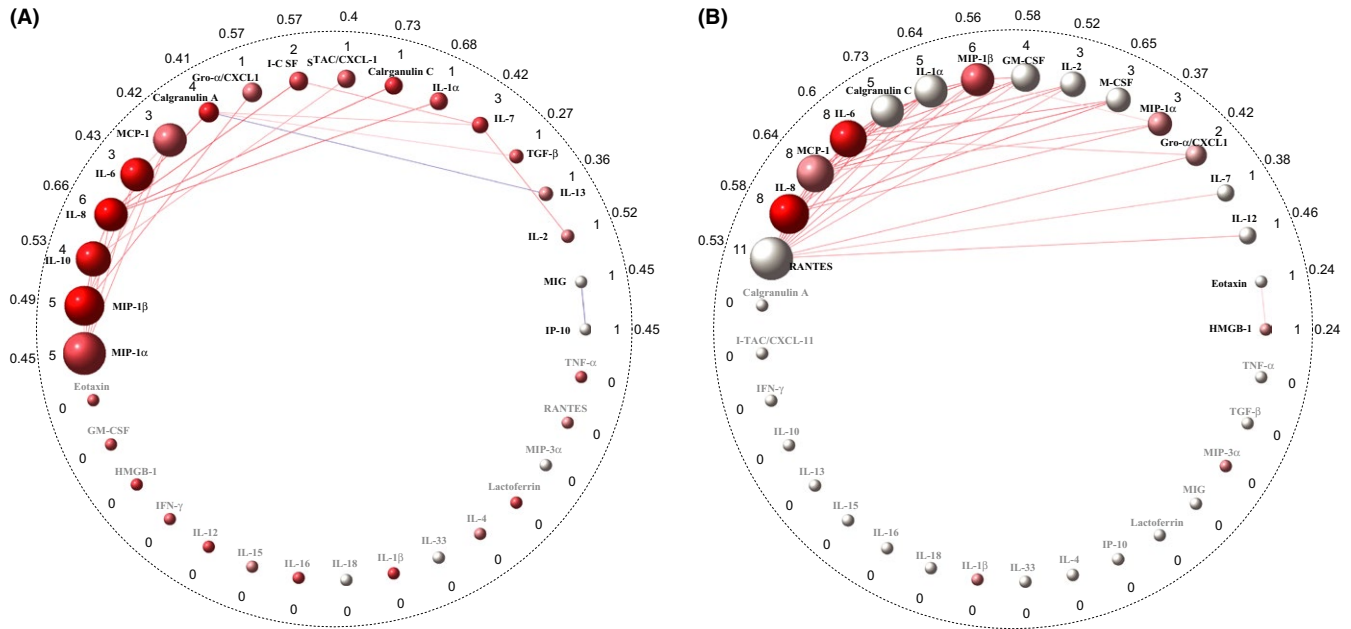 (A)
0.45
5
MIP-1α
0.49
5
MIP-1β
0.53
4
IL-10
0.66
6
IL-8
0.43
3
IL-6
0.42
3
MCP-1
0.41
4
Calgranulin A
0.57
1
Gro-α/CXCL1
0.57
2
I-C SF
0.4
1
STAC/CXCL-1
0.73
1
Calrganulin C
0.68
1
IL-1α
0.42
3
IL-7
0.27
1
TGF-β
0.36
1
IL-13
0.52
1
IL-2
0.45
1
MIG
0.45
1
IP-10
TNF-α
0
RANTES
0
MIP-3α
0
Lactoferrin
0
IL-4
0
IL-33
0
IL-1β
0
IL-18
0
IL-16
0
IL-15
0
IL-12
0
IFN-γ
0
HMGB-1
0
GM-CSF
0
Eotaxin
0
(B)
0.53
11
RANTES
0.58
8
IL-8
0.64
8
MCP-1
0.6
8
IL-6
0.73
5
Calgranulin C
0.64
5
IL-1α
0.56
6
MIP-1β
0.58
4
GM-CSF
0.52
3
IL-2
0.65
3
M-CSF
0.37
3
MIP-1α
0.42
2
Gro-α/CXCL1
0.38
1
IL-7
0.46
1
IL-12
0.24
1
Eotaxin
0.24
1
HMGB-1
TNF-α
0
TGF-β
0
MIP-3α
0
MIG
0
Lactoferrin
0
IP-10
0
IL-4
0
IL-33
0
IL-1β
0
IL-18
0
IL-16
0
IL-15
0
IL-13
0
IL-10
0
IFN-γ
0
I-TAC/CXCL-11
0
Calgranulin A
0